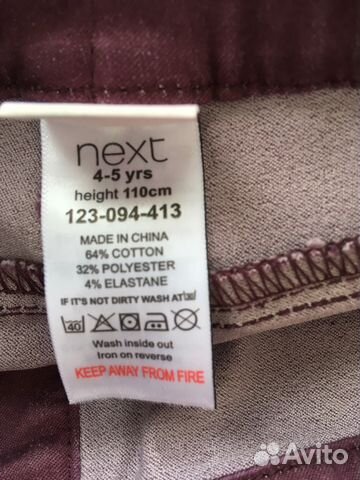 next
4-5 yrs
height 110cm
123-094-413
MADE IN CHINA
64% COTTON
32% POLYESTER
4% ELASTANE
IF IT'S NOT DIRTY WASH AT
40
Wash inside out
Iron on reverse
KEEP AWAY FROM FIRE
Avito